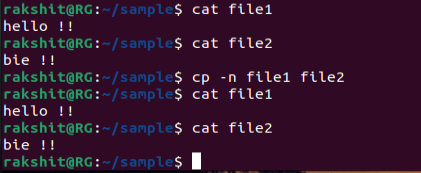 rakshit@RG:~/sample$ cat file1
hello !!
rakshit@RG:~/sample$ cat file2
bie !!
rakshit@RG:~/sample$ cp -n file1 file2
rakshit@RG:~/sample$ cat file1
hello !!
rakshit@RG:~/sample$ cat file2
bie !!
rakshit@RG:~/sample$